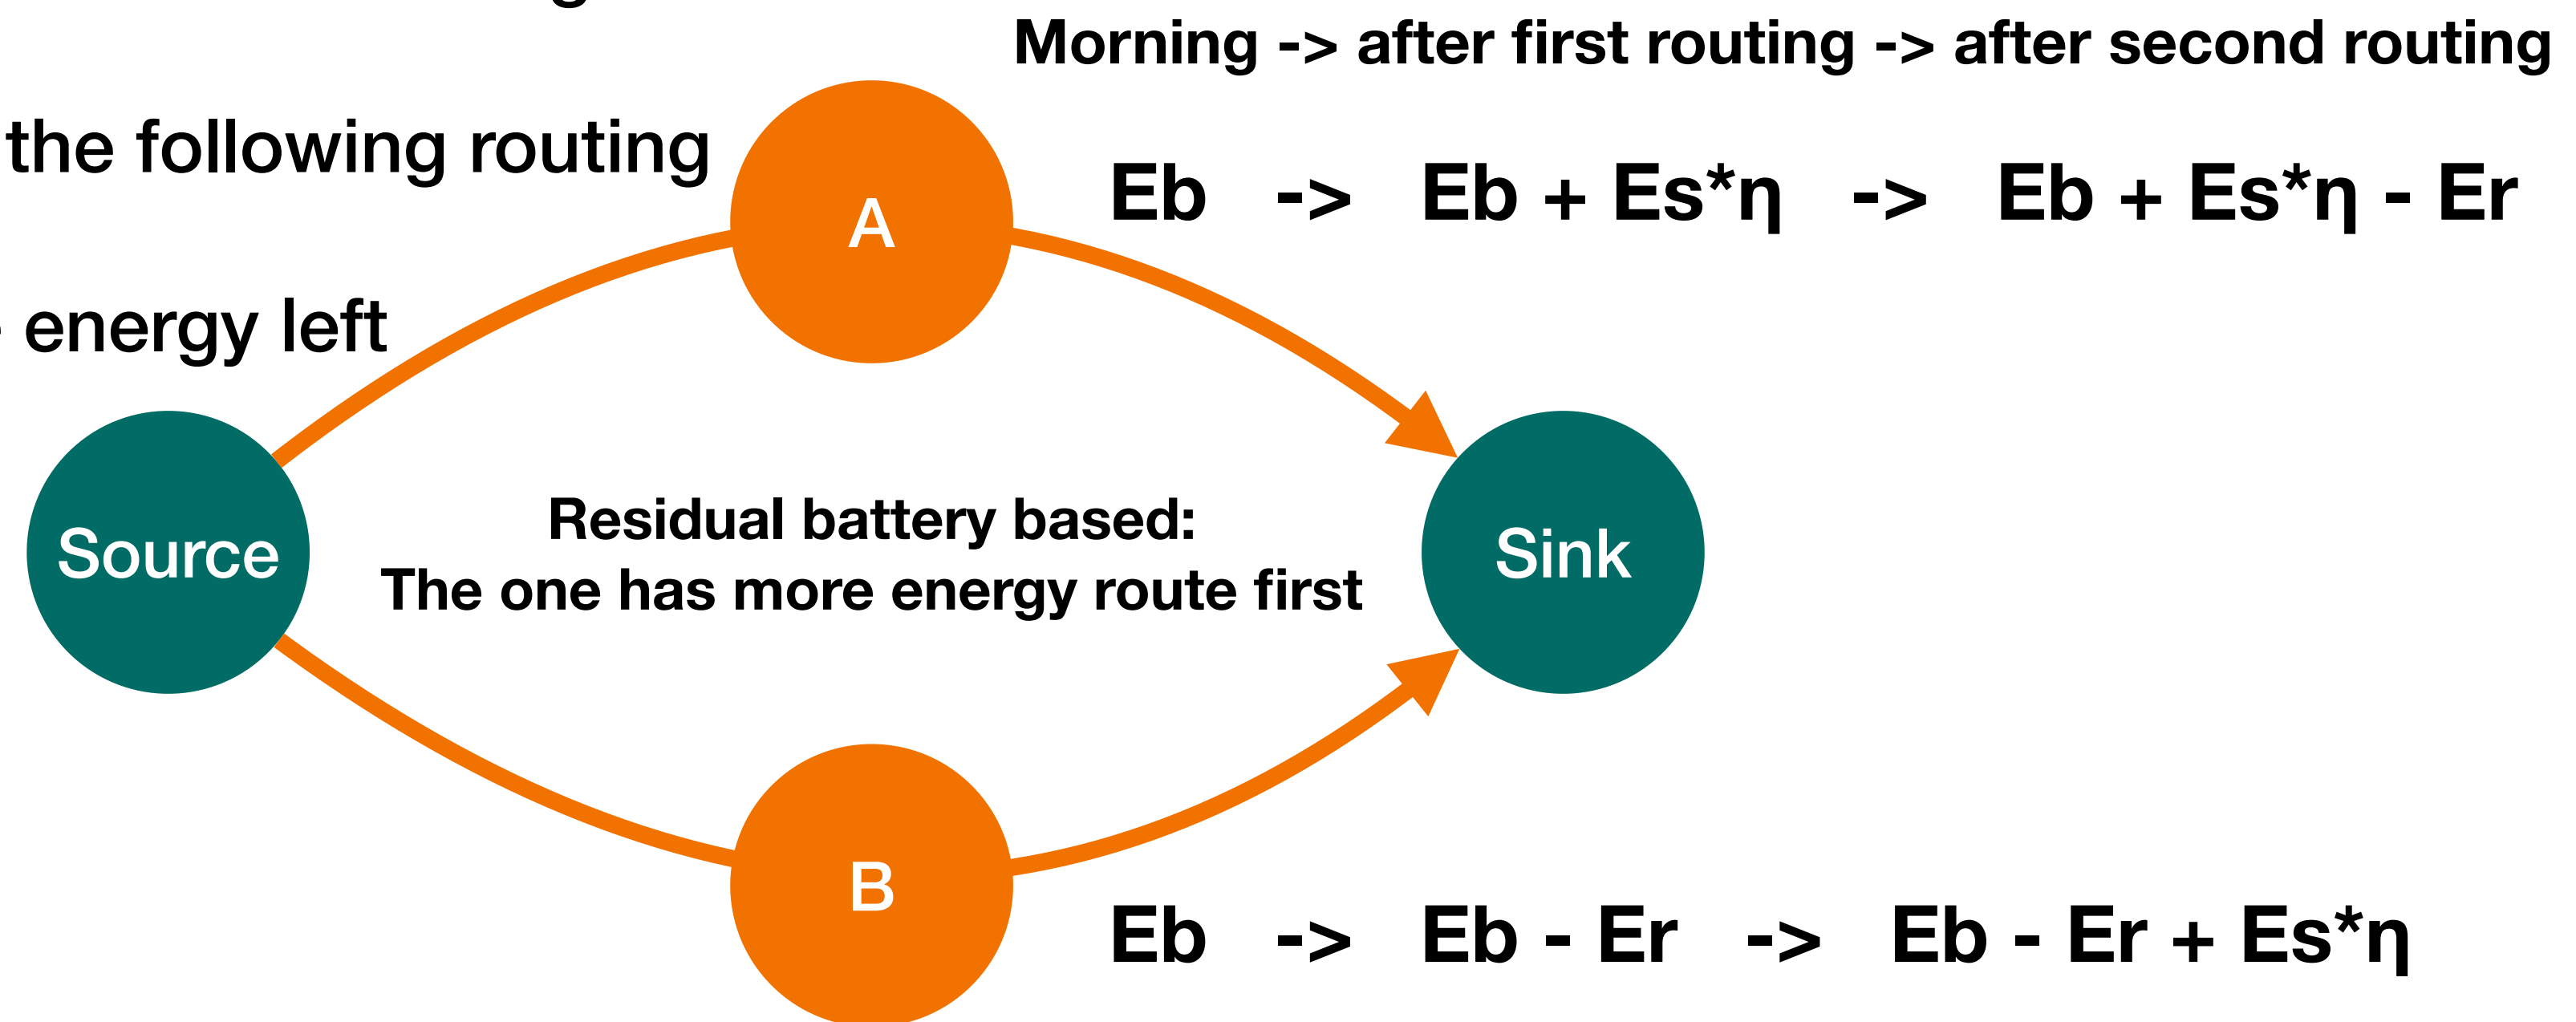 Morning -> after first routing -> after second routing
the following routing
A
Eb -> Eb + Es*η -> Eb + Es*η - Er
energy left
Source
Residual battery based:
The one has more energy route first
Sink
B
Eb -> Eb - Er -> Eb - Er + Es*η